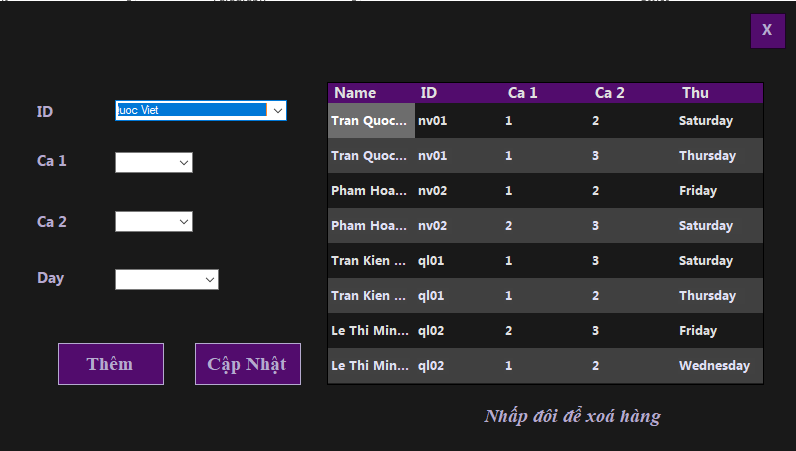 X
ID
uoc Viet
Ca 1
Ca 2
Day
Thêm
Cập Nhật
Name ID Ca 1 Ca 2 Thu
Tran Quoc... nv01 1 2 Saturday
Tran Quoc... nv01 1 3 Thursday
Pham Hoa... nv02 1 2 Friday
Pham Hoa... nv02 2 3 Saturday
Tran Kien ... ql01 1 3 Saturday
Tran Kien ... ql01 1 2 Thursday
Le Thi Min... ql02 2 3 Friday
Le Thi Min... ql02 1 2 Wednesday
Nhấp đôi để xoá hàng